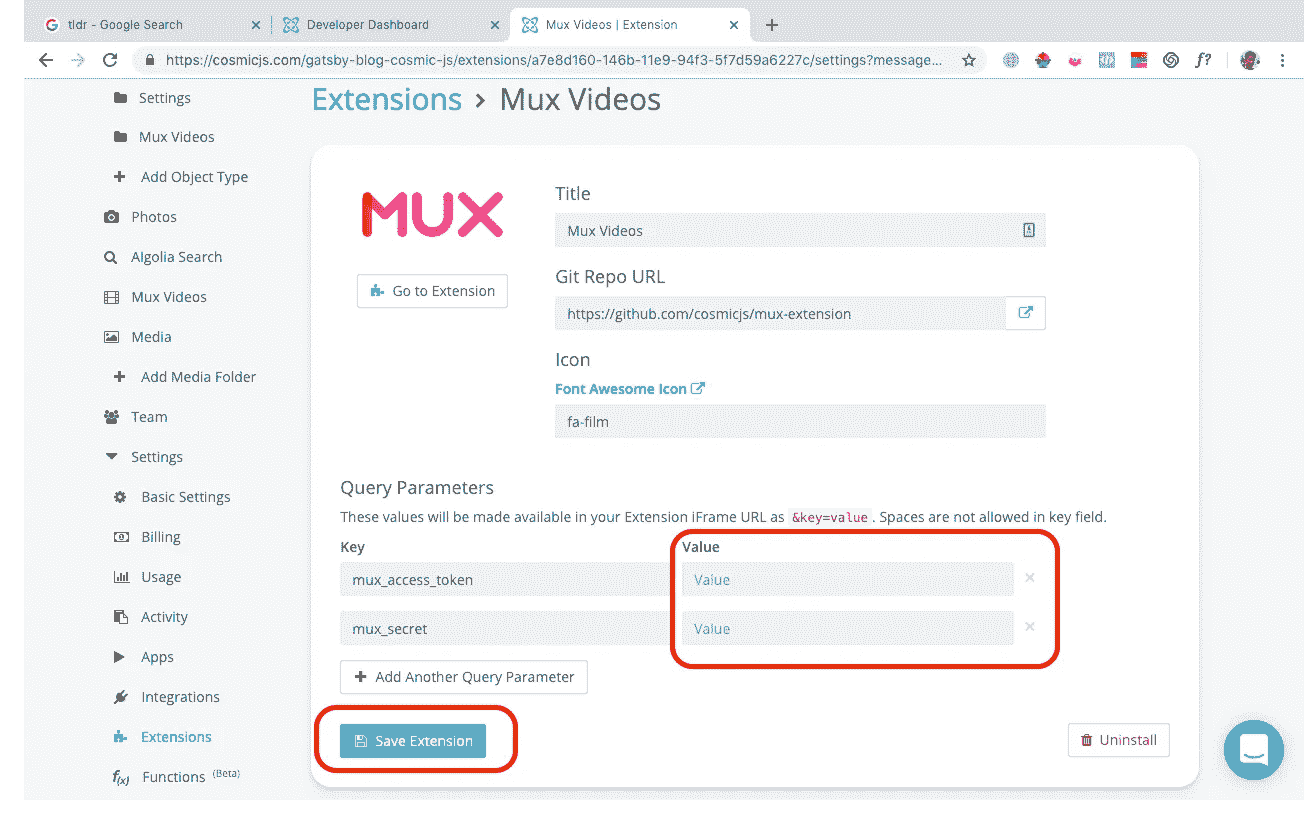 tldr - Google Search
Developer Dashboard
Mux Videos | Extension
https://cosmicjs.com/gatsby-blog-cosmic-js/extensions/a7e8d160-146b-11e9-94f3-5f7d59a6227c/settings?message...
f?
Settings
Mux Videos
Add Object Type
Photos
Algolia Search
Mux Videos
Media
Add Media Folder
Team
Settings
Basic Settings
Billing
Usage
Activity
Apps
Integrations
Extensions
f(x) Functions (Beta)
Extensions > Mux Videos
MUX
Go to Extension
Title
Mux Videos
Git Repo URL
https://github.com/cosmicjs/mux-extension
Icon
Font Awesome Icon
fa-film
Query Parameters
These values will be made available in your Extension iFrame URL as &key=value. Spaces are not allowed in key field.
Key Value
mux_access_token Value
mux_secret Value
Add Another Query Parameter
Save Extension
Uninstall